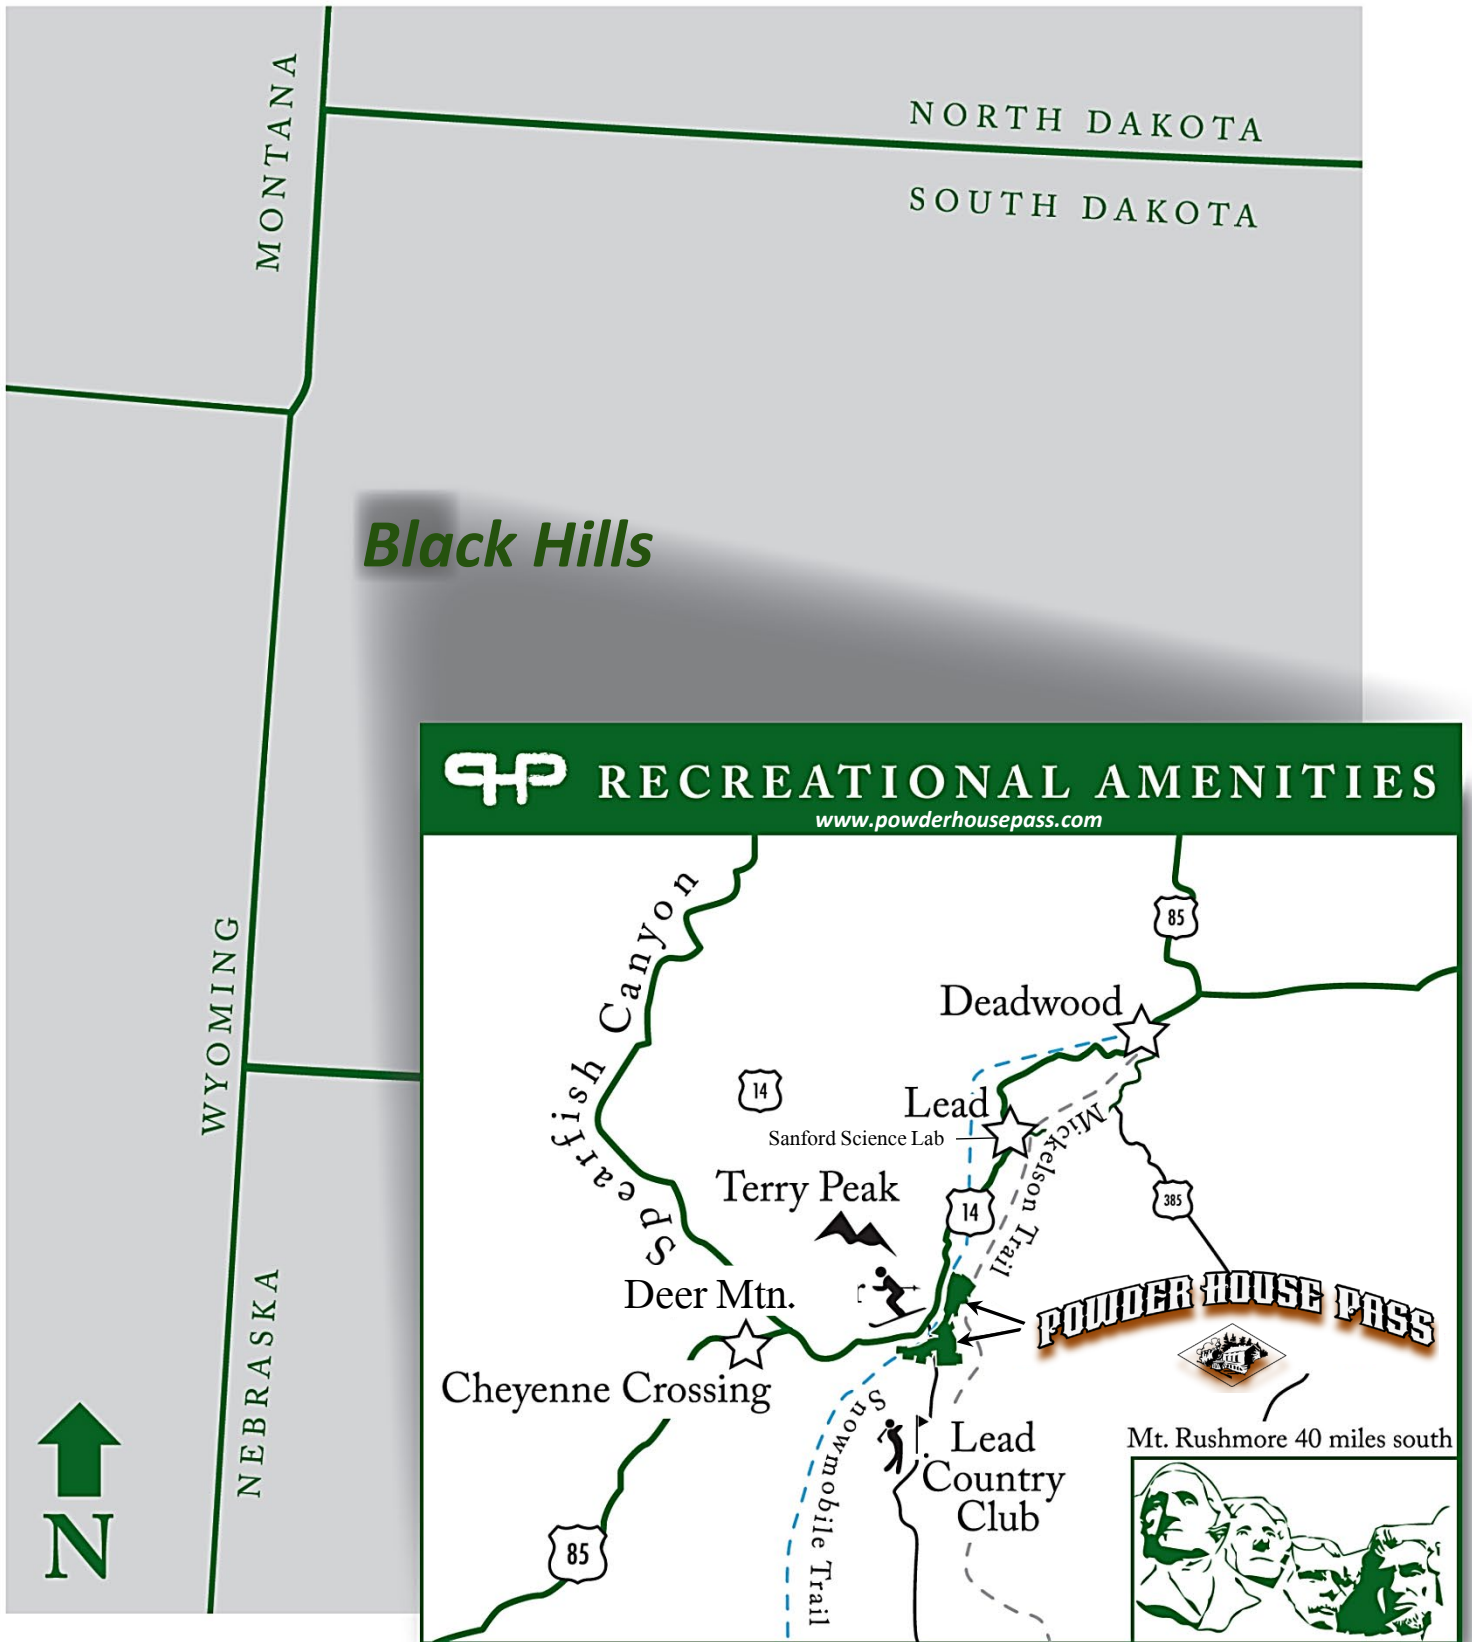 MONTANA
NORTH DAKOTA
SOUTH DAKOTA
Black Hills
WYOMING
NEBRASKA
N
PHP RECREATIONAL AMENITIES
www.powderhousepass.com
Spearfish Canyon
85
Deadwood
14
Lead
Sanford Science Lab
Mickelson Trail
Terry Peak
14
385
Deer Mtn.
POWDER HOUSE PASS
Cheyenne Crossing
Snowmobile Trail
Lead
Country
Club
Mt. Rushmore 40 miles south
85